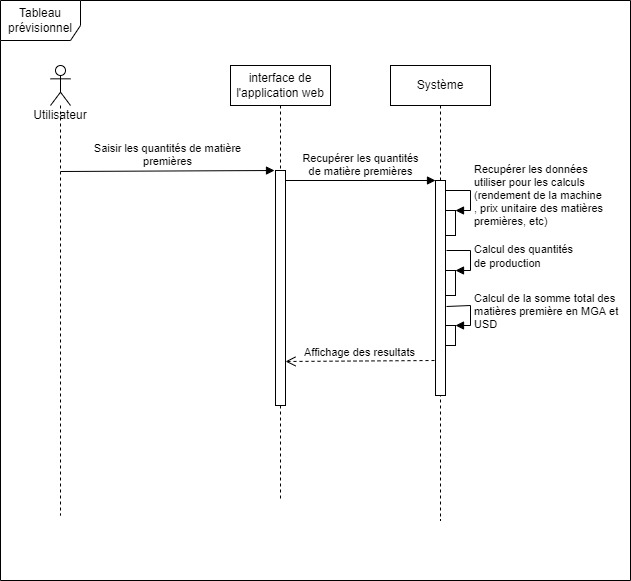 Tableau
prévisionnel
interface de
l'application web
Système
Utilisateur
Saisir les quantités de matière
premières
Recupérer les quantités
de matière premières
Recupérer les données
utiliser pour les calculs
(rendement de la machine
, prix unitaire des matières
premières, etc)
Calcul des quantités
de production
Calcul de la somme total des
matières première en MGA et
USD
Affichage des resultats